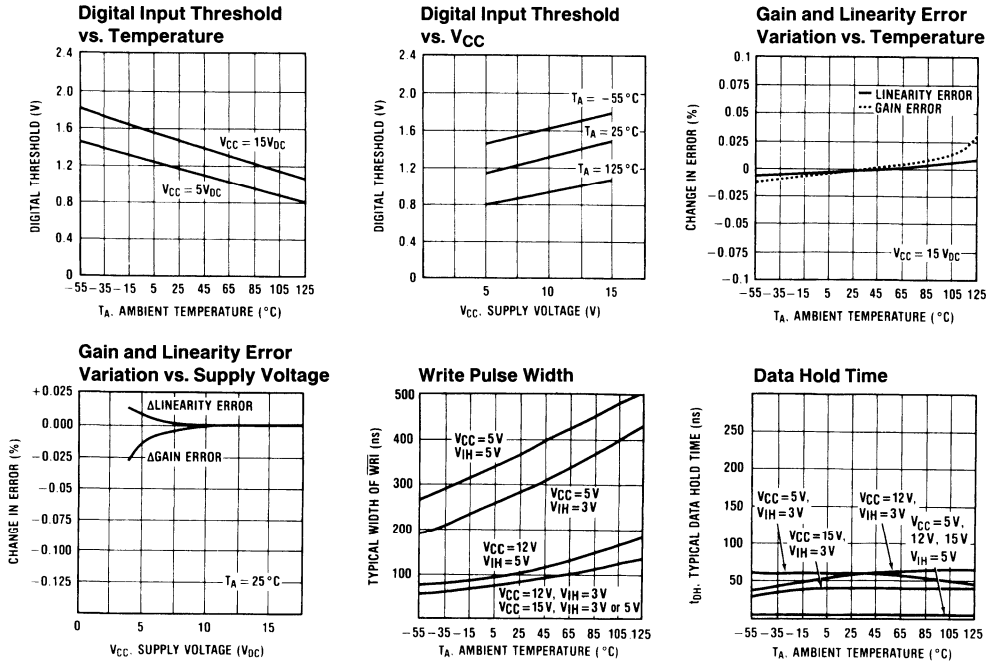 Digital Input Threshold
vs. Temperature
2.4
2.0
1.6
1.2
0.8
0.4
0
DIGITAL THRESHOLD (V)
VCC = 15VDC
VCC = 5VDC
−55 −35 −15 5 25 45 65 85 105 125
TA. AMBIENT TEMPERATURE (°C)
Digital Input Threshold
vs. VCC
2.4
2.0
1.6
1.2
0.8
0.4
0
DIGITAL THRESHOLD (V)
TA = −55°C
TA = 25°C
TA = 125°C
5 10 15
VCC. SUPPLY VOLTAGE (V)
Gain and Linearity Error
Variation vs. Temperature
0.1
0.075
0.05
0.025
0
−0.025
−0.05
−0.075
−0.1
CHANGE IN ERROR (%)
LINEARITY ERROR
GAIN ERROR
VCC = 15 VDC
−55 −35 −15 5 25 45 65 85 105 125
TA. AMBIENT TEMPERATURE (°C)
Gain and Linearity Error
Variation vs. Supply Voltage
+0.025
0.000
−0.025
−0.05
−0.075
−0.100
−0.125
CHANGE IN ERROR (%)
ΔLINEARITY ERROR
ΔGAIN ERROR
TA = 25°C
0 5 10 15
VCC. SUPPLY VOLTAGE (VDC)
Write Pulse Width
500
400
300
200
100
TYPICAL WIDTH OF WRI (ns)
VCC = 5V
VIH = 5V
VCC = 5V
VIH = 3V
VCC = 12V
VIH = 5V
VCC = 12V, VIH = 3V
VCC = 15V, VIH = 3V or 5V
−55 −35 −15 5 25 45 65 85 105 125
TA. AMBIENT TEMPERATURE (°C)
Data Hold Time
250
200
150
100
50
tDH, TYPICAL DATA HOLD TIME (ns)
VCC = 5V,
VIH = 3V
VCC = 15V,
VIH = 3V
VCC = 12V,
VIH = 3V
VCC = 5V,
12V, 15V
VIH = 5V
−55 −35 −15 5 25 45 65 85 105 125
TA. AMBIENT TEMPERATURE (°C)